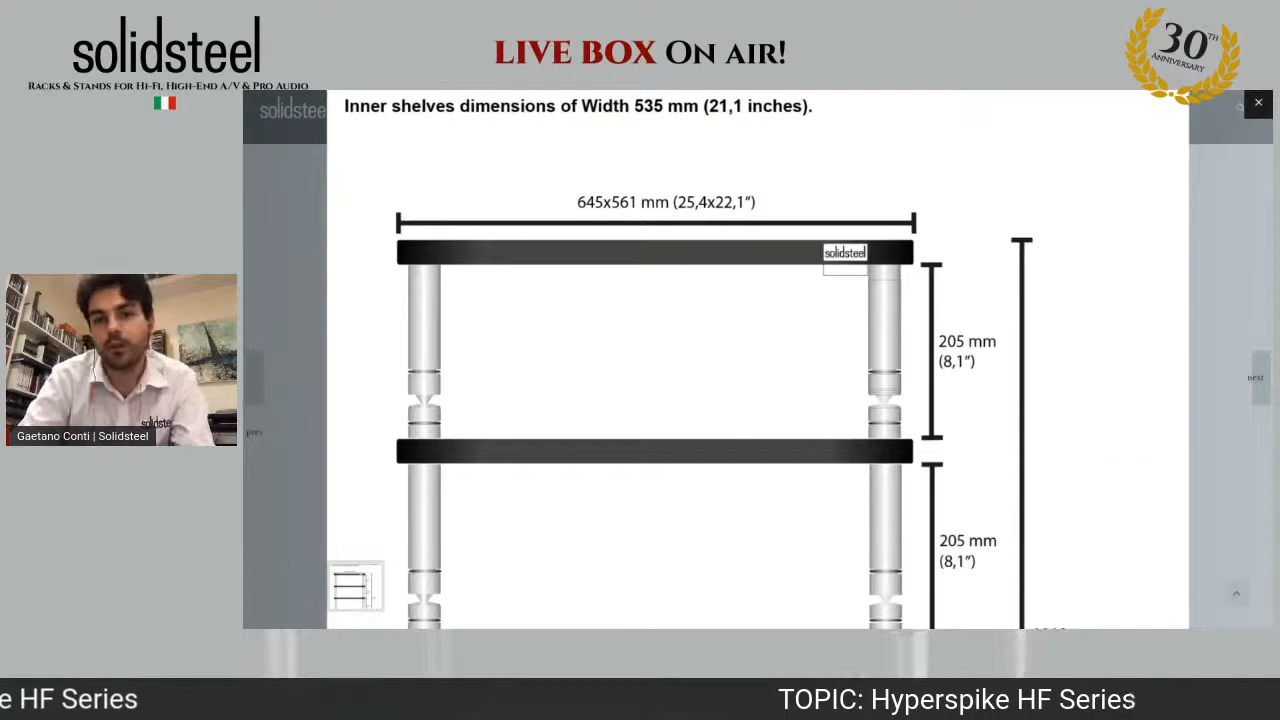 solidsteel
Racks & Stands for Hi-Fi, High-End A/V & Pro Audio
LIVE BOX On air!
30TH
ANNIVERSARY
solidsteel
Inner shelves dimensions of Width 535 mm (21,1 inches).
×
645x561 mm (25,4x22,1”)
solidsteel
205 mm
(8,1”)
next
prev
solidsteel
Gaetano Conti | Solidsteel
205 mm
(8,1”)
e HF Series
TOPIC: Hyperspike HF Series